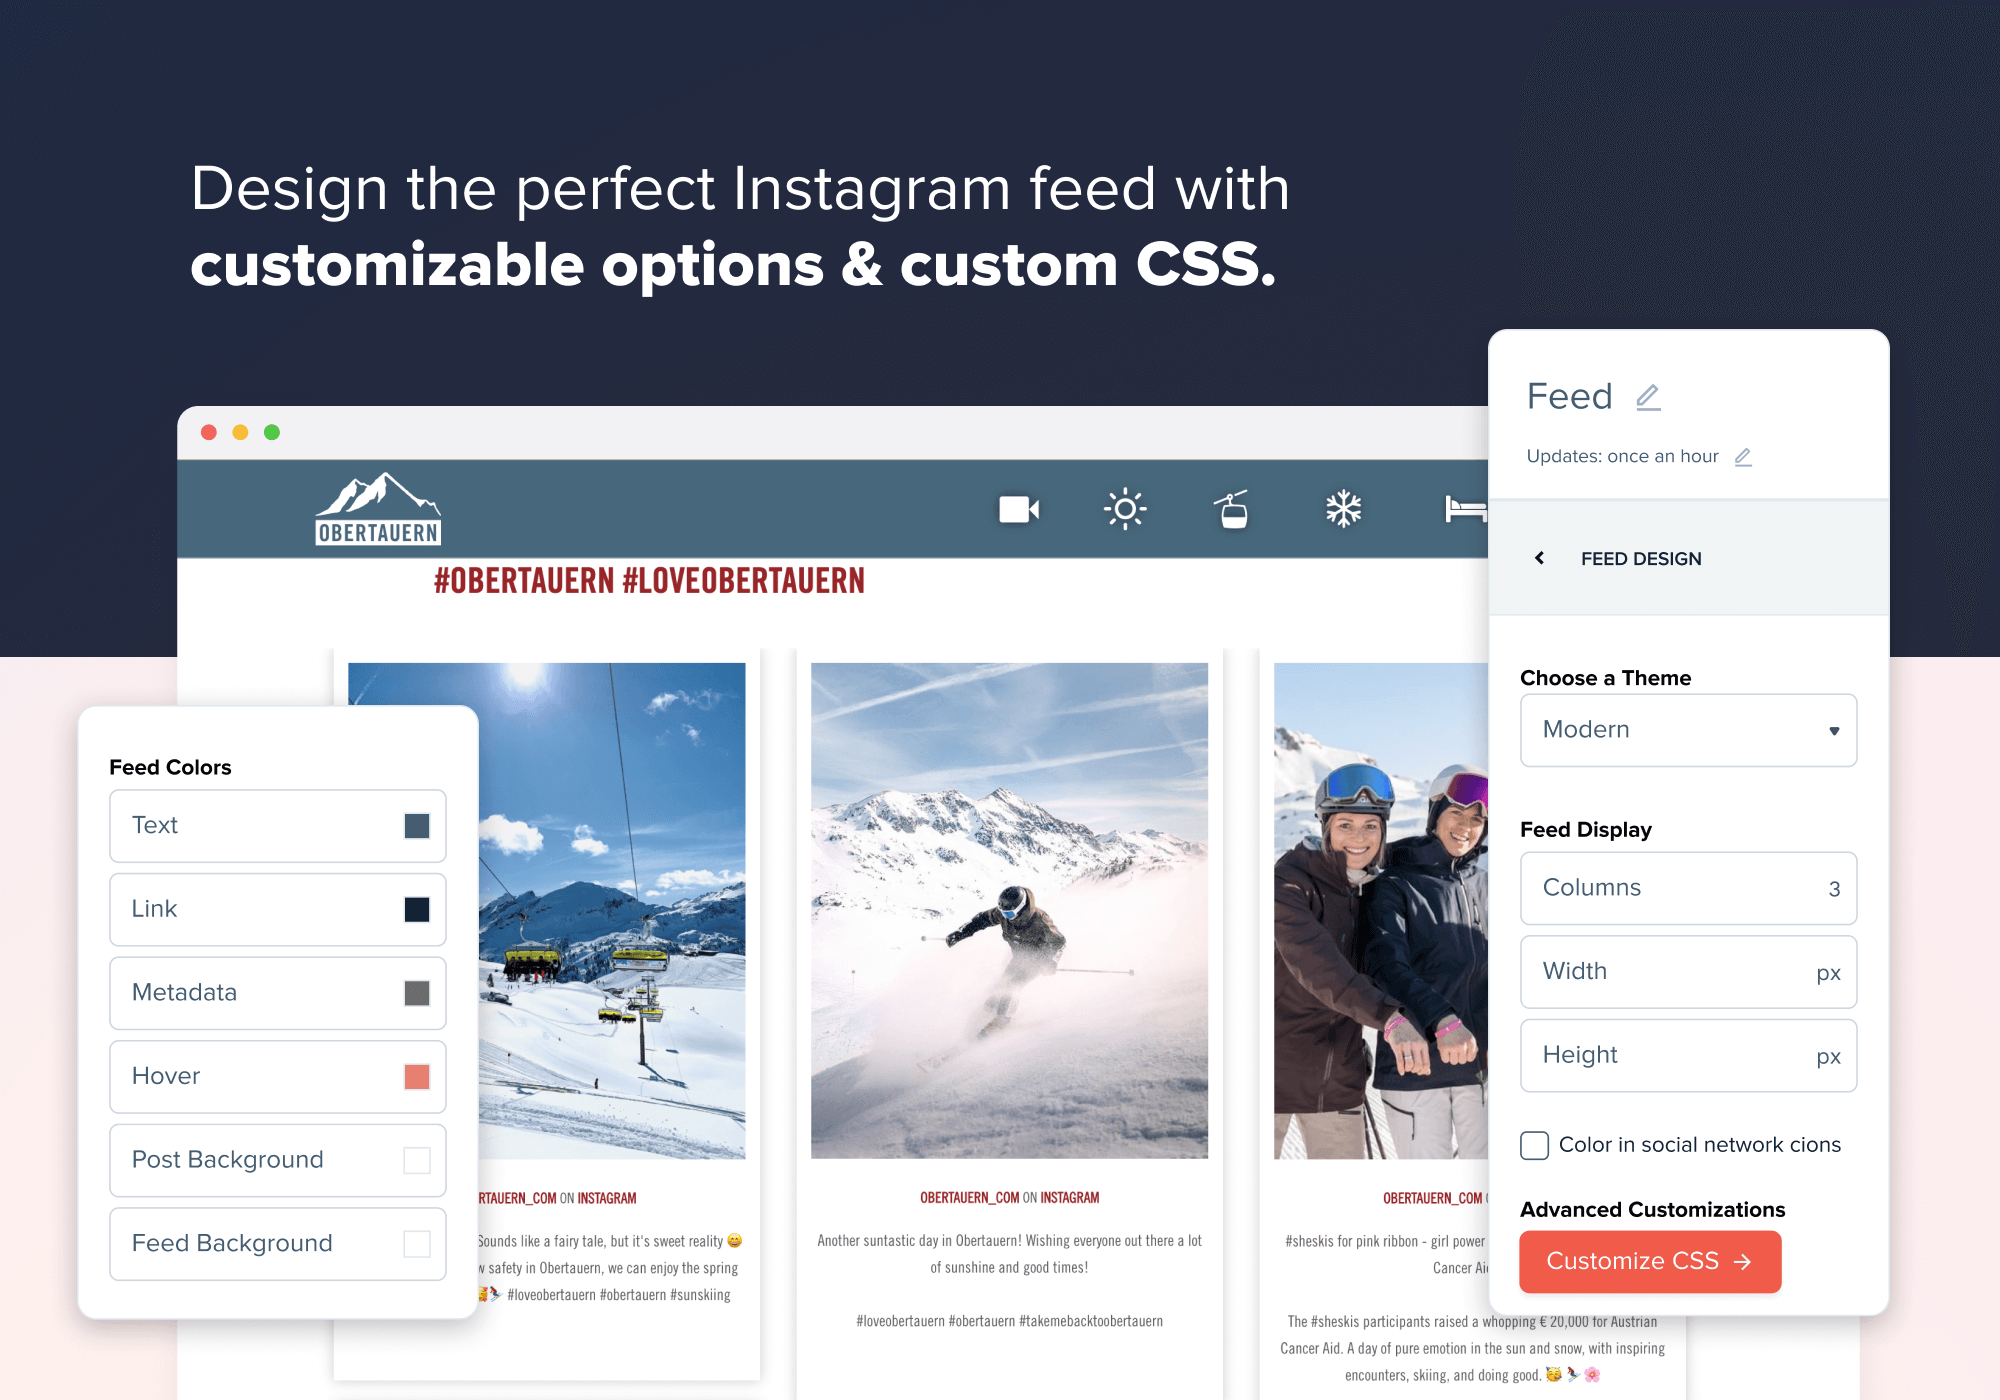 Design the perfect Instagram feed with
customizable options & custom CSS.
OBERTAUERN
#OBERTAUERN #LOVEOBERTAUERN
Feed
Updates: once an hour
FEED DESIGN
Choose a Theme
Modern
Feed Display
Columns 3
Width px
Height px
Color in social network cions
Advanced Customizations
Customize CSS →
Feed Colors
Text
Link
Metadata
Hover
Post Background
Feed Background
RTAUERN_COM ON INSTAGRAM
Sounds like a fairy tale, but it's sweet reality 😄
safety in Obertauern, we can enjoy the spring
🥰⛷ #loveobertauern #obertauern #sunskiing
OBERTAUERN_COM ON INSTAGRAM
Another suntastic day in Obertauern! Wishing everyone out there a lot
of sunshine and good times!
#loveobertauern #obertauern #takemebacktoobertauern
OBERTAUERN_COM
#sheskis for pink ribbon - girl power
Cancer
The #sheskis participants raised a whopping € 20,000 for Austrian
Cancer Aid. A day of pure emotion in the sun and snow, with inspiring
encounters, skiing, and doing good. 🥳⛷🌸